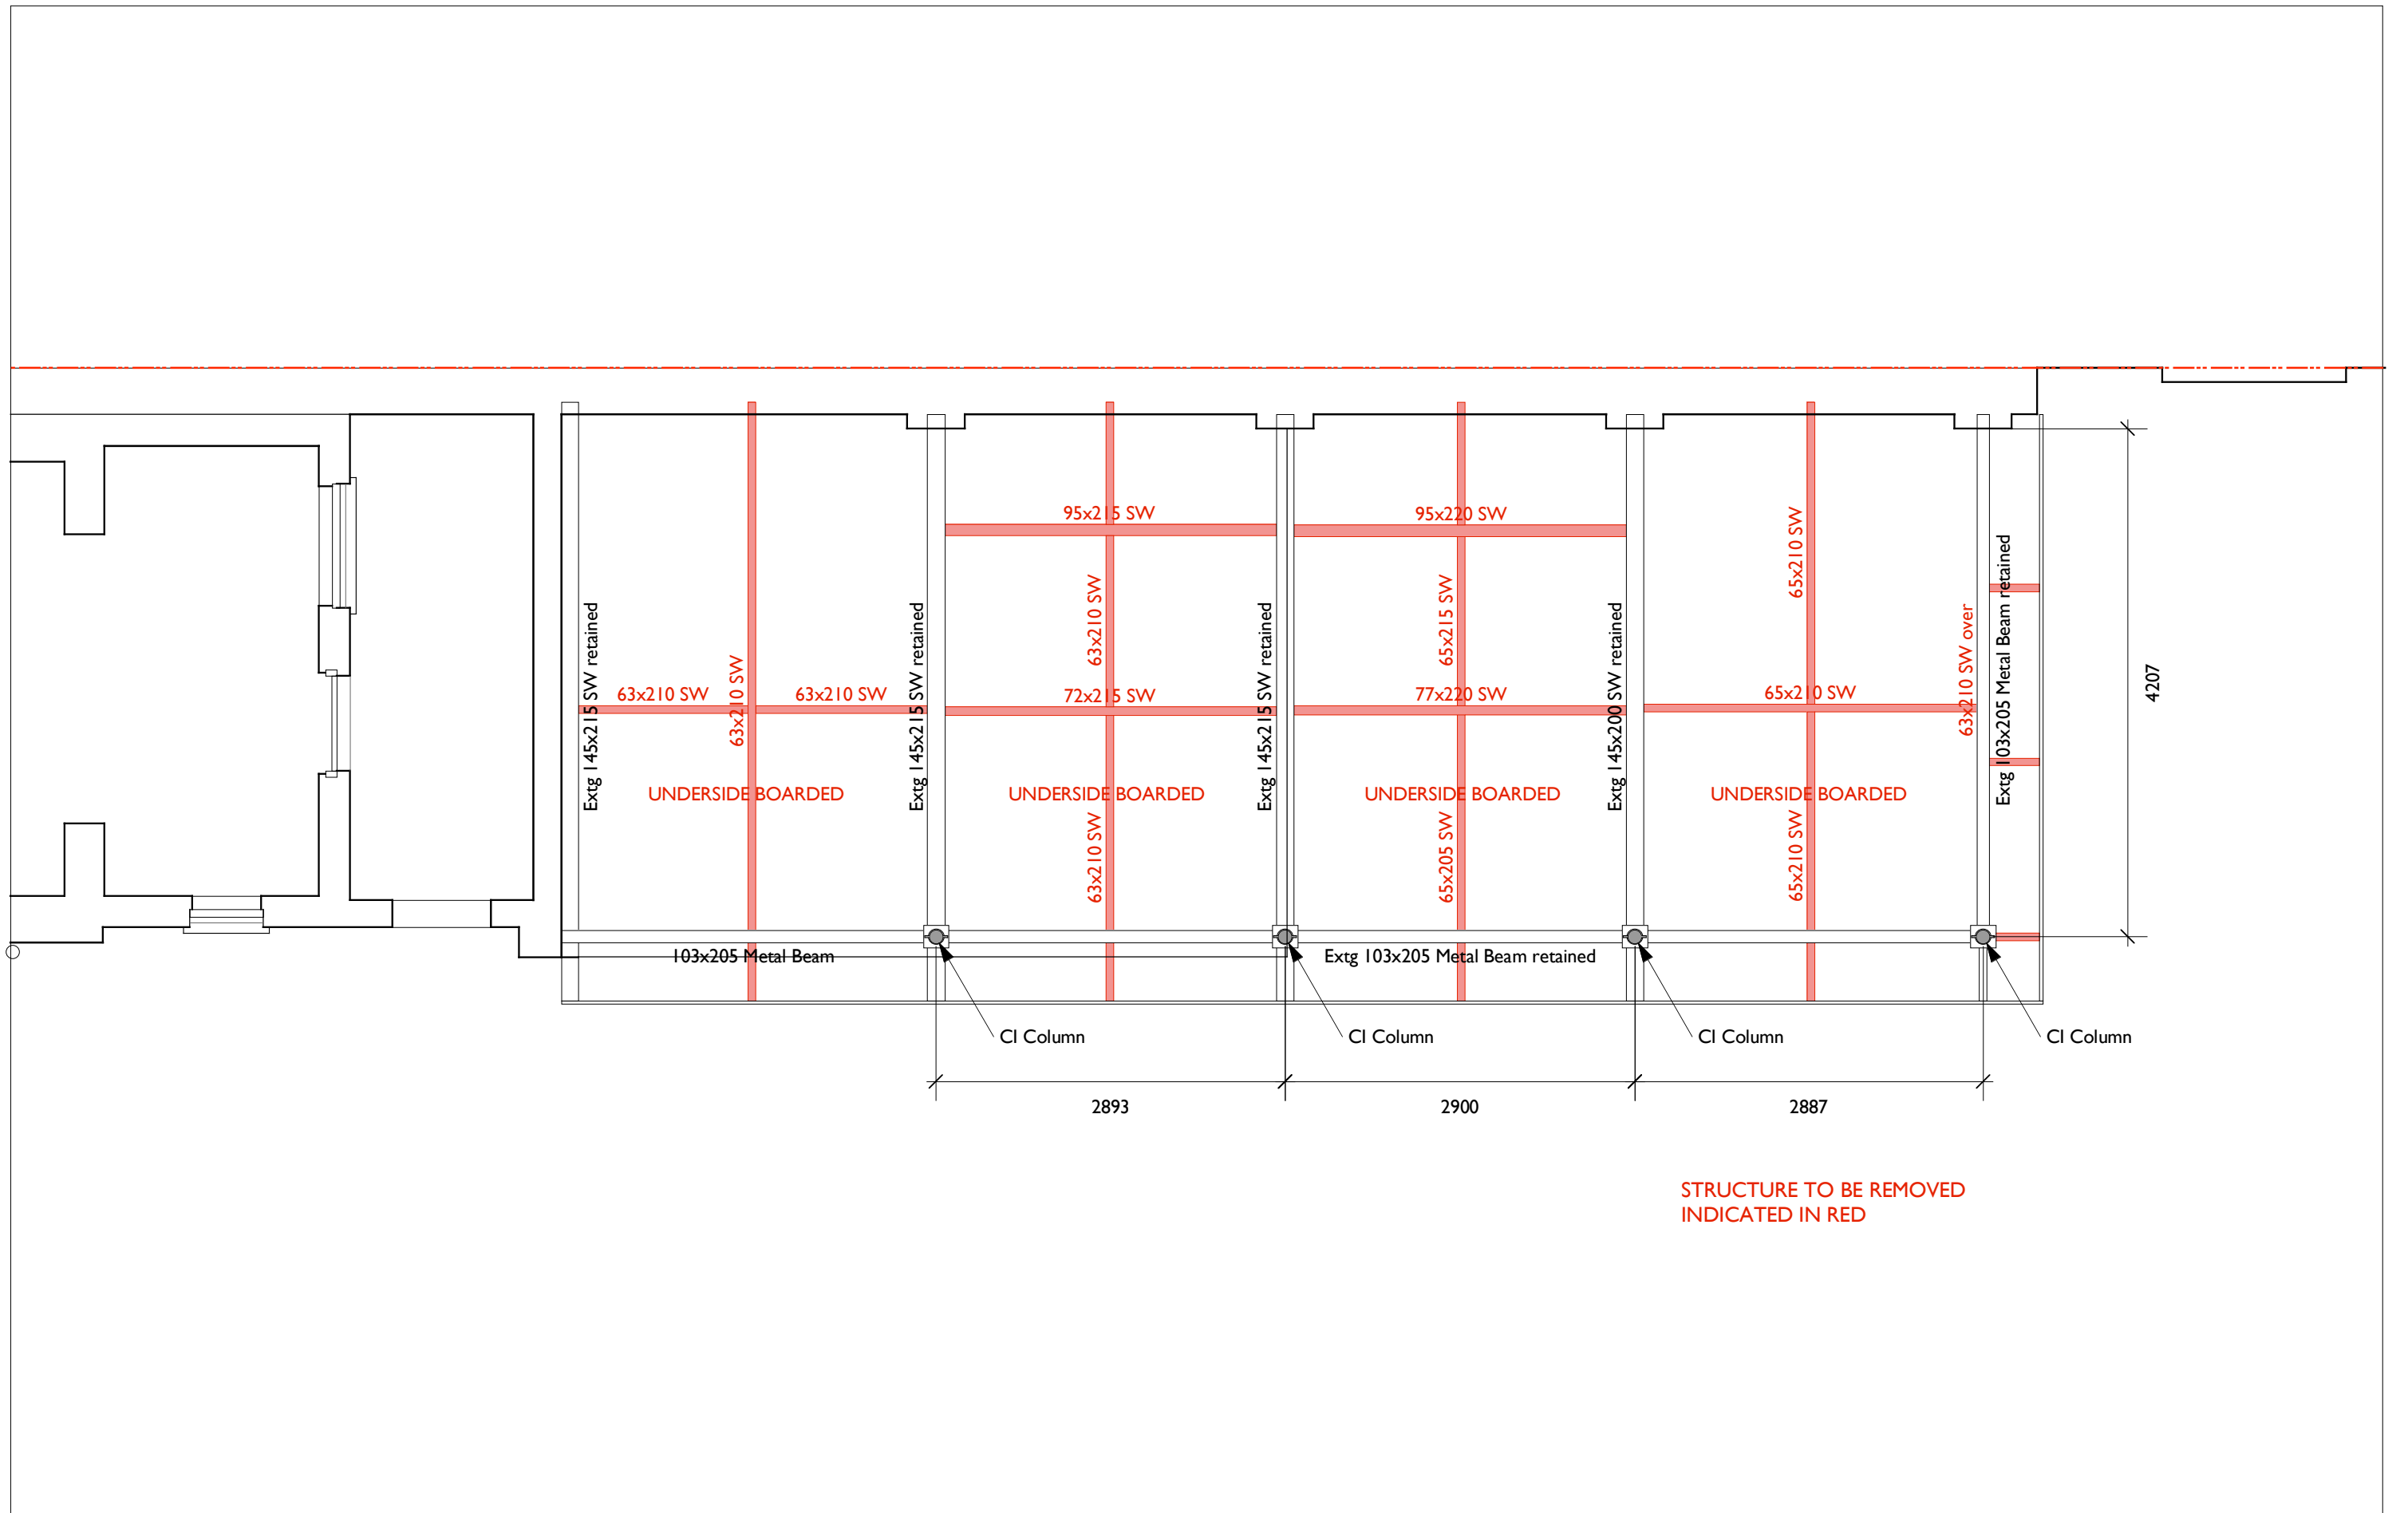 95x215 SW
95x220 SW
65x210 SW
63x210 SW
65x215 SW
Extg 145x215 SW retained
63x210 SW
63x210 SW
63x210 SW
Extg 145x215 SW retained
72x215 SW
Extg 145x215 SW retained
77x220 SW
Extg 145x200 SW retained
65x210 SW
63x210 SW over
Extg 103x205 Metal Beam retained
4207
UNDERSIDE BOARDED
UNDERSIDE BOARDED
UNDERSIDE BOARDED
UNDERSIDE BOARDED
63x210 SW
65x205 SW
65x210 SW
103x205 Metal Beam
Extg 103x205 Metal Beam retained
CI Column
CI Column
CI Column
CI Column
2893
2900
2887
STRUCTURE TO BE REMOVED
INDICATED IN RED